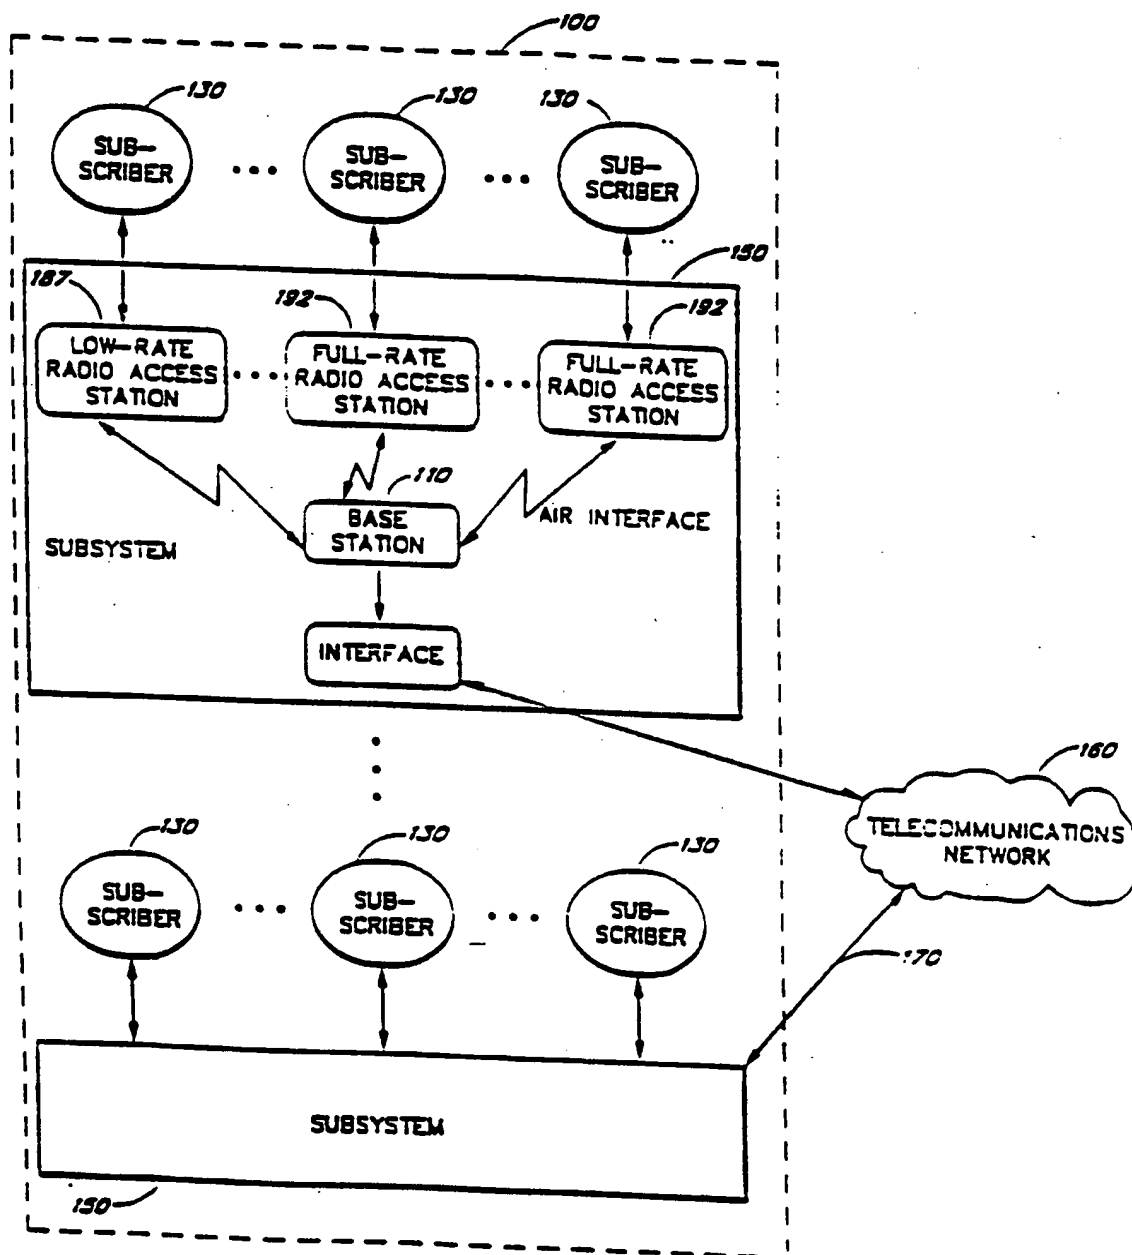 100
130
130
130
SUB-
SCRIBER
SUB-
SCRIBER
SUB-
SCRIBER
150
187
192
192
LOW-RATE
RADIO ACCESS
STATION
FULL-RATE
RADIO ACCESS
STATION
FULL-RATE
RADIO ACCESS
STATION
110
BASE
STATION
AIR INTERFACE
SUBSYSTEM
INTERFACE
160
TELECOMMUNICATIONS
NETWORK
130
130
130
SUB-
SCRIBER
SUB-
SCRIBER
SUB-
SCRIBER
170
SUBSYSTEM
150